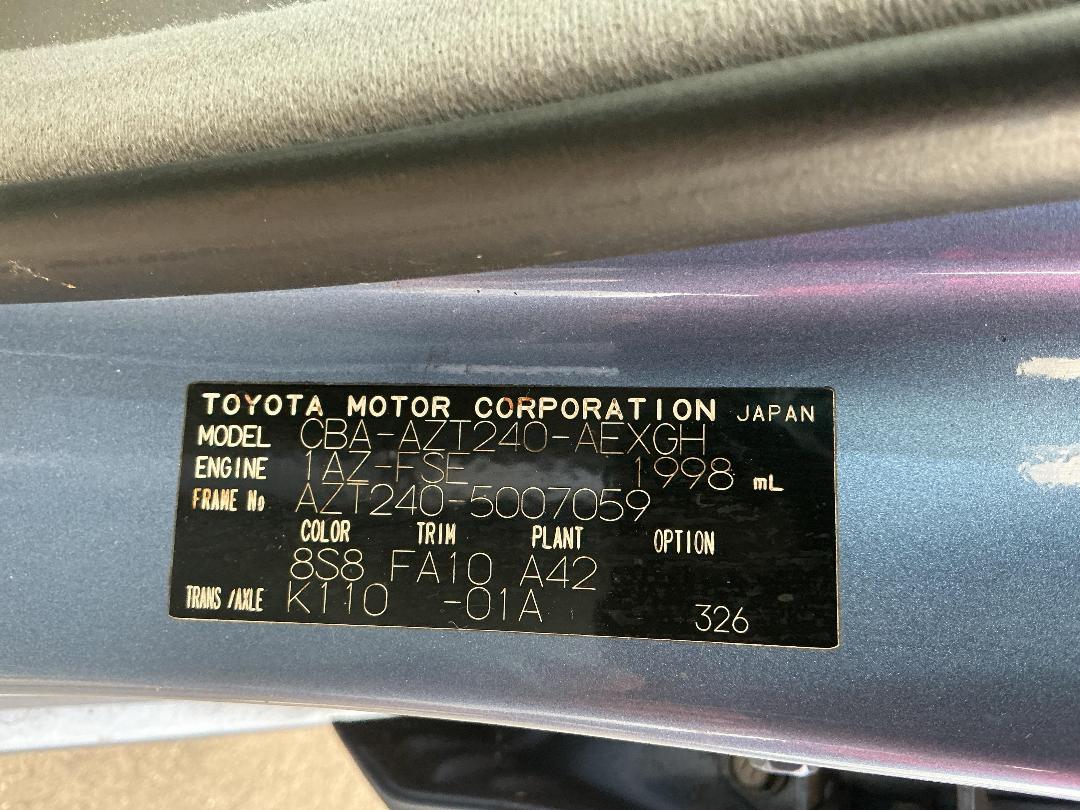 TOYOTA MOTOR CORPORATION JAPAN
MODEL CBA-AZT240-AEXGH
ENGINE 1AZ-FSE 1998 mL
FRAME No AZT240-5007059
COLOR TRIM PLANT OPTION
8S8 FA10 A42
TRANS /AXLE K110 -01A 326